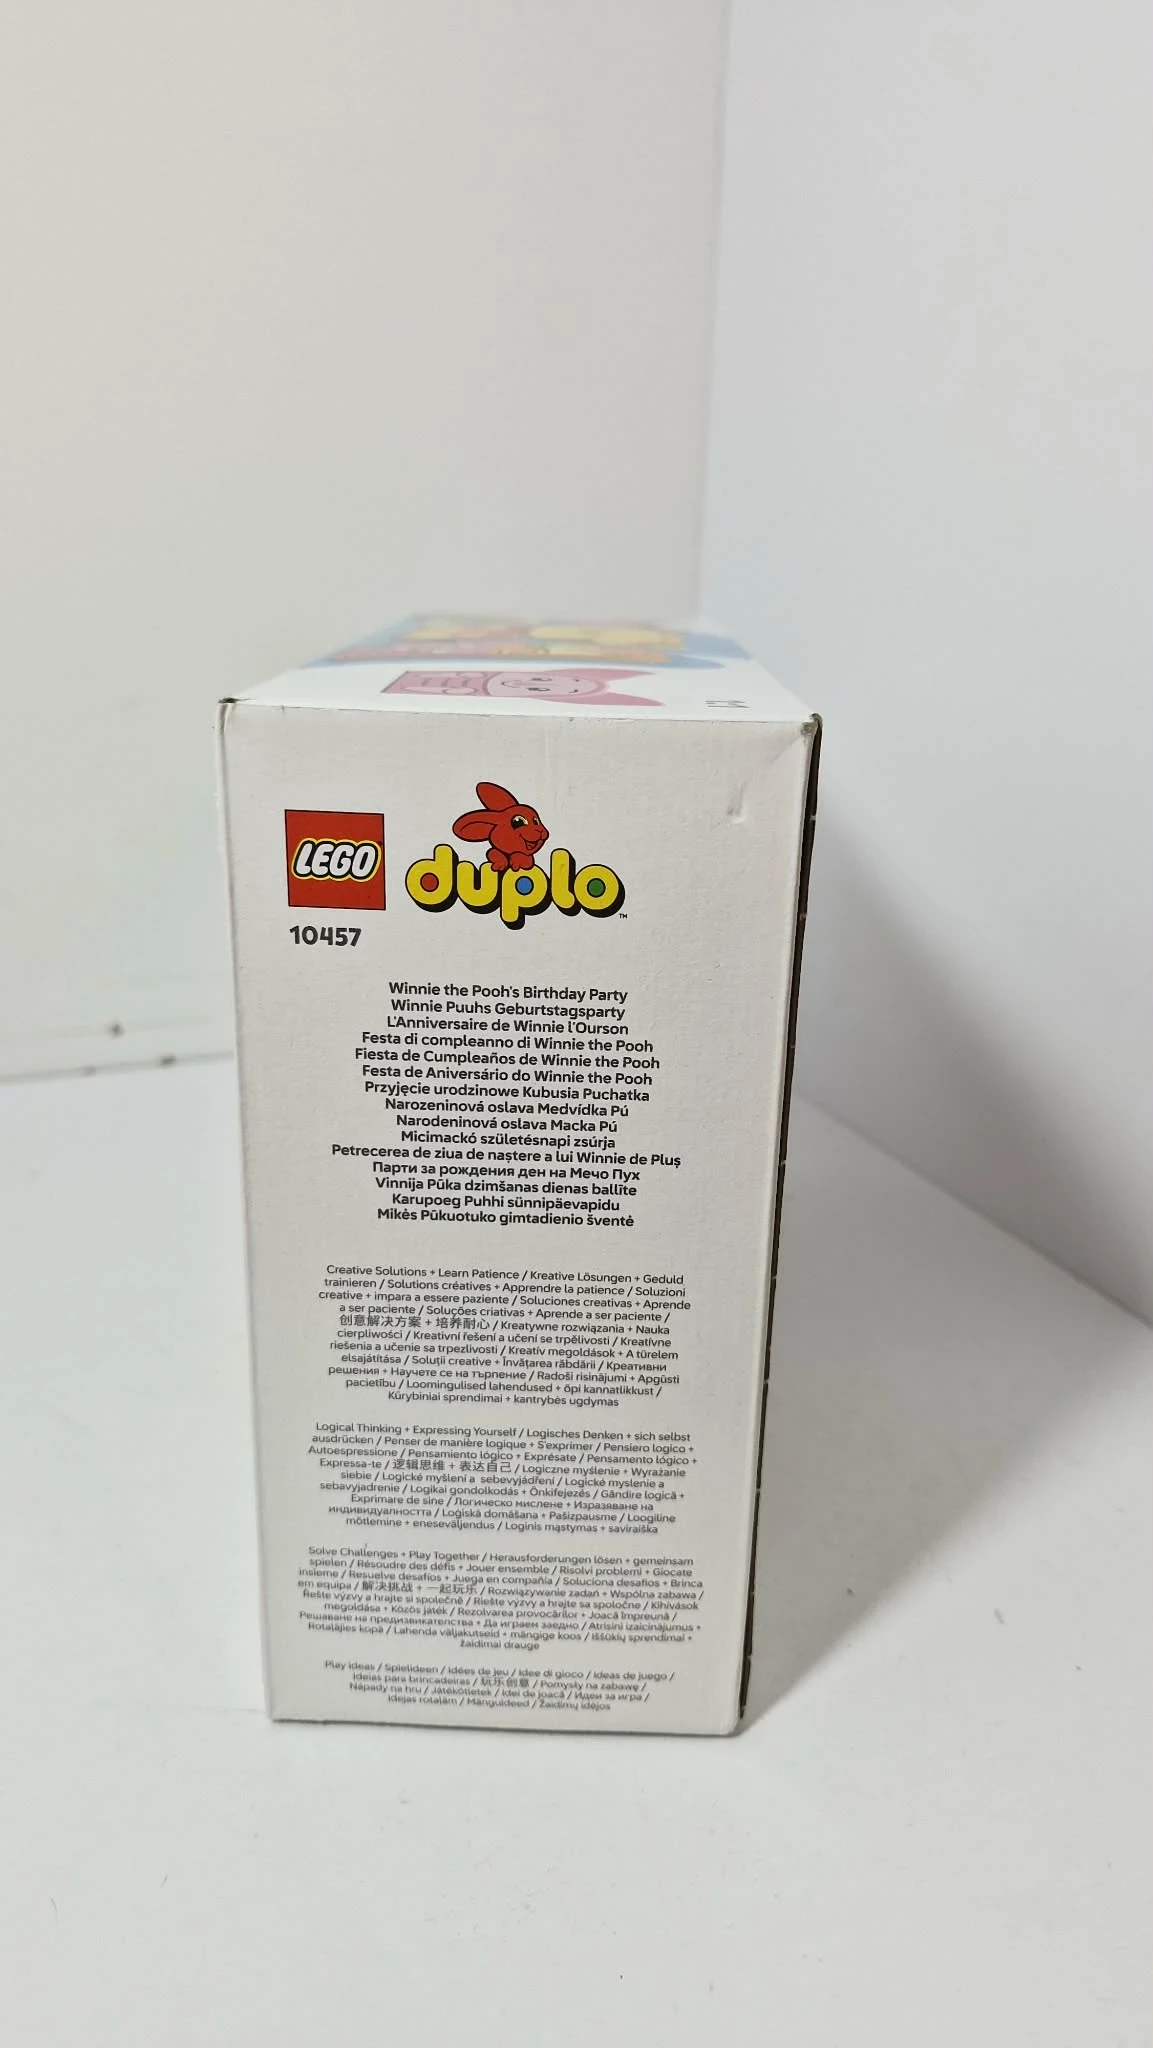 LEGO
duplo™
10457
Winnie the Pooh's Birthday Party
Winnie Puuhs Geburtstagsparty
L'Anniversaire de Winnie l'Ourson
Festa di compleanno di Winnie the Pooh
Fiesta de Cumpleaños de Winnie the Pooh
Festa de Aniversário do Winnie the Pooh
Przyjęcie urodzinowe Kubusia Puchatka
Narozeninová oslava Medvídka Pú
Narodeninová oslava Macka Pú
Micimackó születésnapi zsúrja
Petrecerea de ziua de naștere a lui Winnie de Pluș
Парти за рождения ден на Мечо Пух
Vinnija Pūka dzimšanas dienas ballīte
Karupoeg Puhhi sünnipäevapidu
Mikės Pūkuotuko gimtadienio šventė
Creative Solutions + Learn Patience / Kreative Lösungen + Geduld
trainieren / Solutions créatives + Apprendre la patience / Soluzioni
creative + impara a essere paziente / Soluciones creativas + Aprende
a ser paciente / Soluções criativas + Aprende a ser paciente /
创意解决方案 + 培养耐心 / Kreatywne rozwiązania + Nauka
cierpliwości / Kreativní řešení a učení se trpělivosti / Kreatívne
riešenia a učenie sa trpezlivosti / Kreatív megoldások + A türelem
elsajátítása / Soluții creative + Învățarea răbdării / Креативни
решения + Научете се на търпение / Radoši risinājumi + Apgūsti
pacietību / Loomingulised lahendused + õpi kannatlikkust /
Kūrybiniai sprendimai + kantrybės ugdymas
Logical Thinking + Expressing Yourself / Logisches Denken + sich selbst
ausdrücken / Penser de manière logique + S'exprimer / Pensiero logico +
Autoespressione / Pensamiento lógico + Exprésate / Pensamento lógico +
Expressa-te / 逻辑思维 + 表达自己 / Logiczne myślenie + Wyrażanie
siebie / Logické myšlení a sebevyjádření / Logické myslenie a
sebavyjadrenie / Logikai gondolkodás + Önkifejezés / Gândire logică +
Exprimare de sine / Логическо мислене + Изразяване на
индивидуалността / Loģiskā domāšana + Pašizpausme / Loogiline
mõtlemine + eneseväljendus / Loginis mąstymas + saviraiška
Solve Challenges + Play Together / Herausforderungen lösen + gemeinsam
spielen / Résoudre des défis + Jouer ensemble / Risolvi problemi + Giocate
insieme / Resuelve desafíos + Juega en compañía / Soluciona desafios + Brinca
em equipa / 解决挑战 + 一起玩乐 / Rozwiązywanie zadań + Wspólna zabawa /
Řešte výzvy a hrajte si společně / Riešte výzvy a hrajte sa spoločne / Kihívások
megoldása + Közös játék / Rezolvarea provocărilor + Joacă împreună /
Решаване на предизвикателства + Да играем заедно / Atrisini izaicinājumus +
Rotaļājies kopā / Lahenda väljakutseid + mängige koos / Iššūkių sprendimai +
žaidimai drauge
Play ideas / Spielideen / Idées de jeu / Idee di gioco / Ideas de juego /
Ideias para brincadeiras / 玩乐创意 / Pomysły na zabawę /
Nápady na hru / Játékötletek / Idei de joacă / Идеи за игра /
Idejas rotaļām / Mänguideed / Žaidimų idėjos